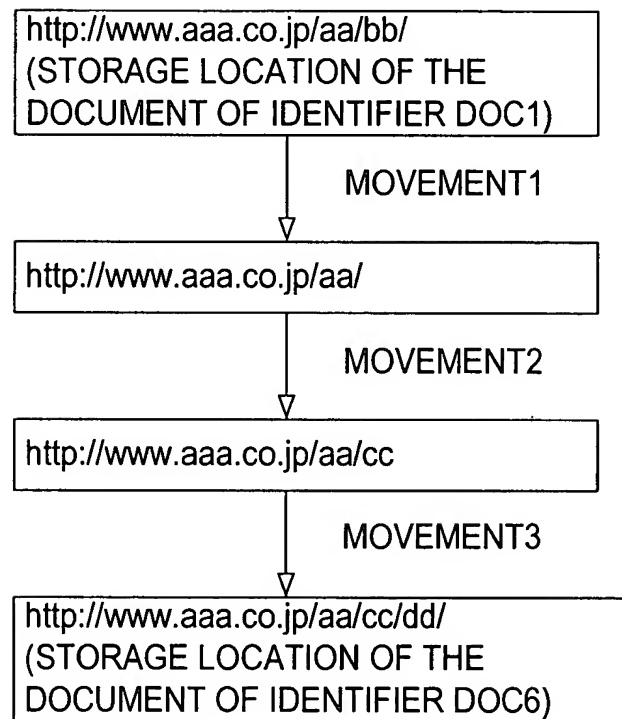 http://www.aaa.co.jp/aa/bb/
(STORAGE LOCATION OF THE
DOCUMENT OF IDENTIFIER DOC1)
MOVEMENT1
http://www.aaa.co.jp/aa/
MOVEMENT2
http://www.aaa.co.jp/aa/cc
MOVEMENT3
http://www.aaa.co.jp/aa/cc/dd/
(STORAGE LOCATION OF THE
DOCUMENT OF IDENTIFIER DOC6)